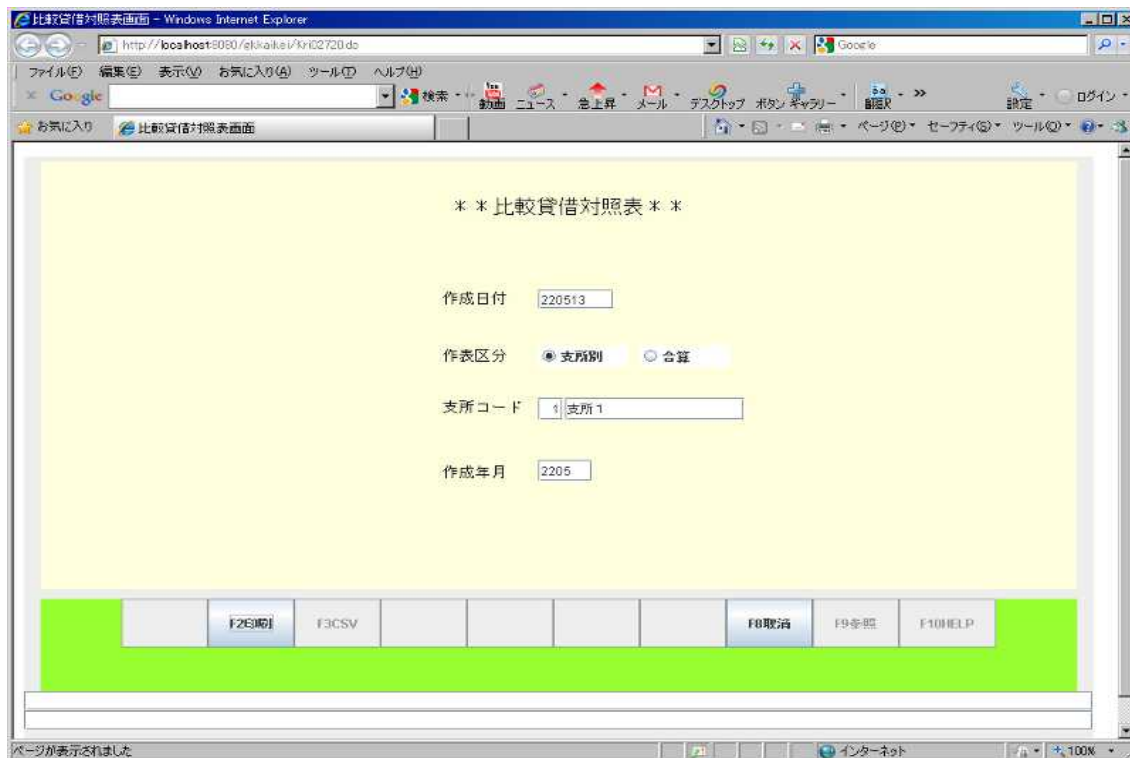 比較貸借対照表画面 - Windows Internet Explorer
http://localhost:8080/gkkaikei/Kri02720.do
Google
ファイル(F) 編集(E) 表示(V) お気に入り(A) ツール(T) ヘルプ(H)
× Google 検索 動画 ニュース 急上昇 メール デスクトップ ボタン ギャラリー 翻訳 » 設定 ログイン
お気に入り 比較貸借対照表画面 ページ(P) セーフティ(S) ツール(O)
**比較貸借対照表**
作成日付 220513
作表区分 支所別 合算
支所コード 1 支所1
作成年月 2205
F2印刷 F3CSV F8取消 F9参照 F10HELP
ページが表示されました インターネット 100%